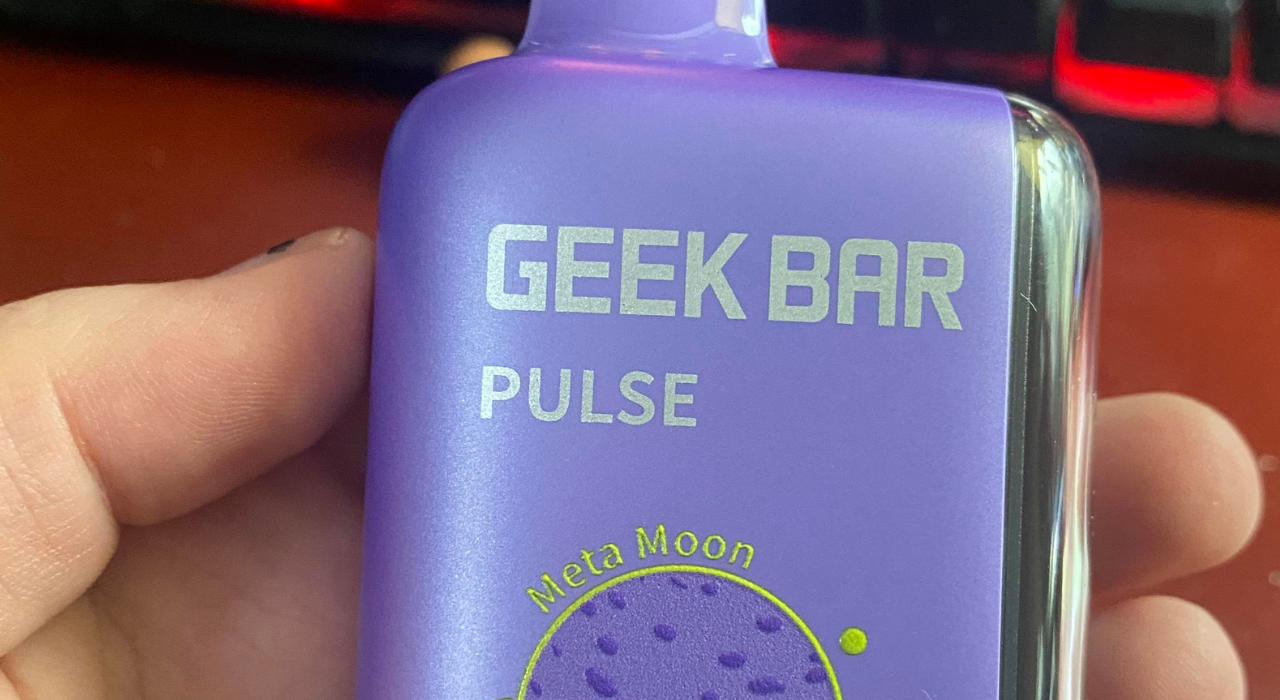 GEEK BAR
PULSE
Meta Moon